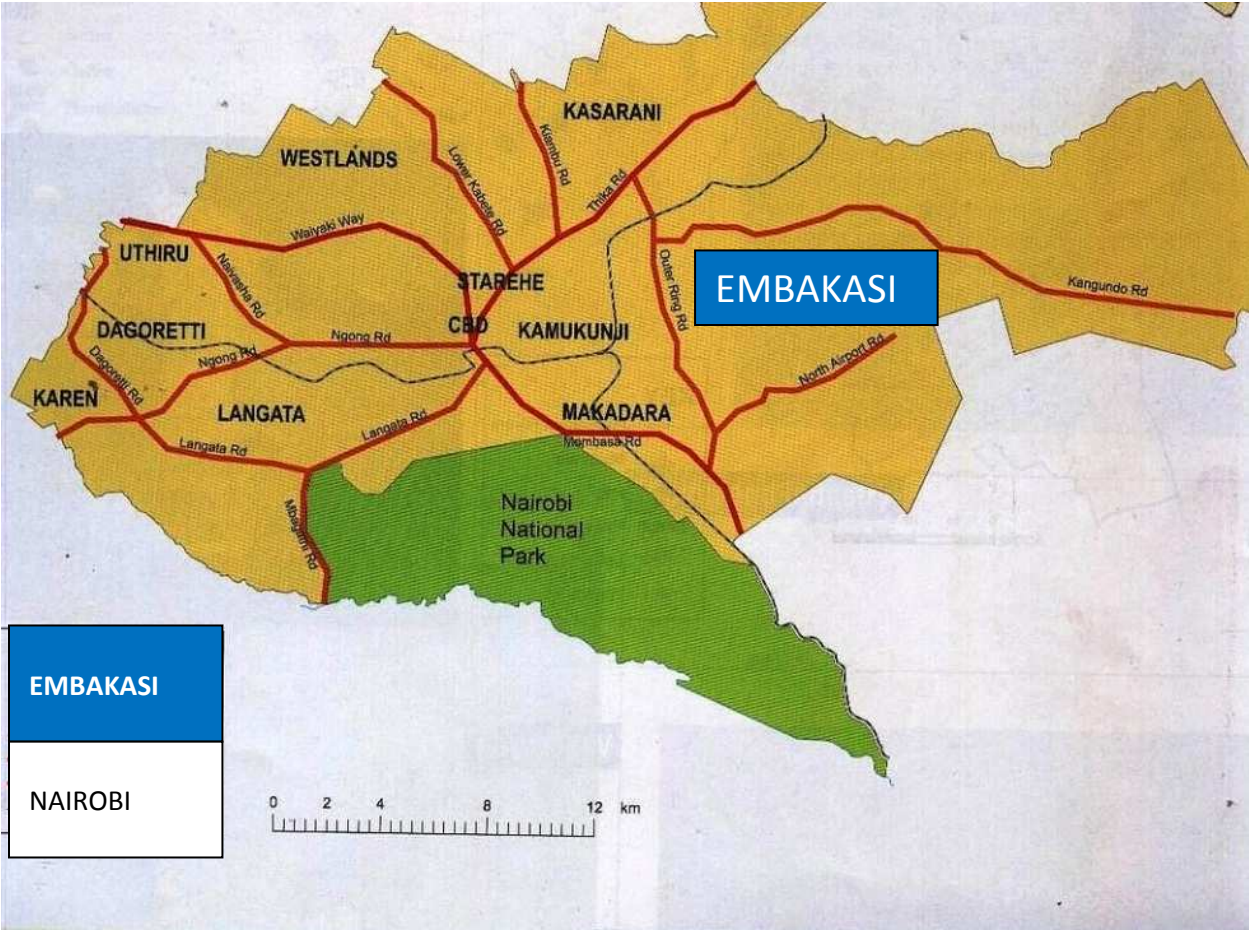 KASARANI
WESTLANDS
Kiambu Rd
Lower Kabete Rd
Thika Rd
Waiyaki Way
UTHIRU
Naivasha Rd
STAREHE
Outer Ring Rd
EMBAKASI
Kangundo Rd
DAGORETTI
CBD
KAMUKUNJI
Ngong Rd
Ngong Rd
North Airport Rd
Dagoretti Rd
KAREN
LANGATA
Langata Rd
MAKADARA
Mombasa Rd
Langata Rd
Mbagathi Rd
Nairobi
National
Park
EMBAKASI
NAIROBI
0 2 4 8 12 km